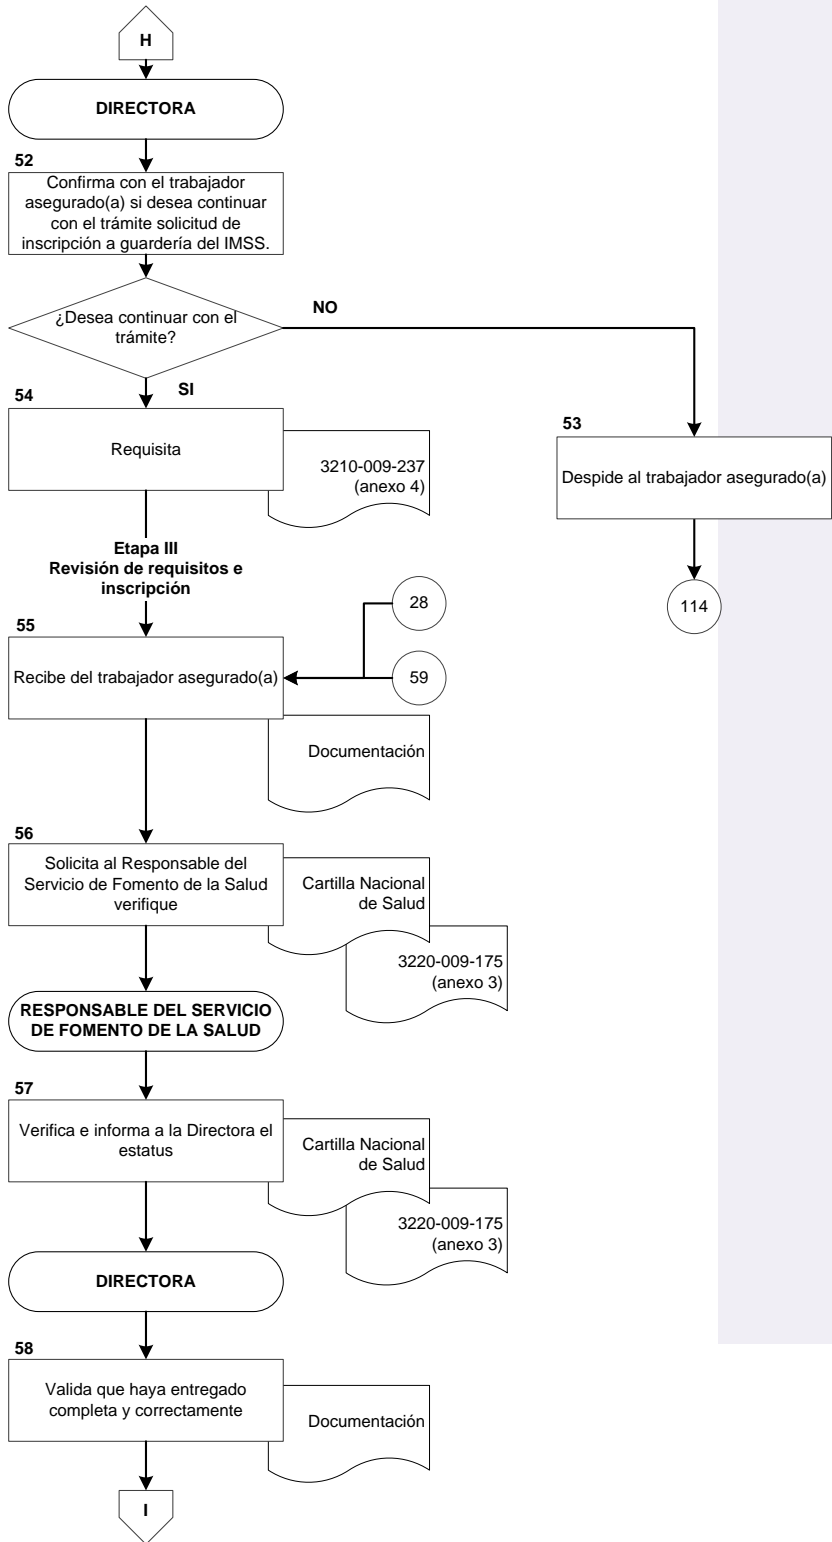 H
DIRECTORA
52
Confirma con el trabajador
asegurado(a) si desea continuar
con el trámite solicitud de
inscripción a guardería del IMSS.
¿Desea continuar con el
trámite?
NO
SI
54
Requisita
3210-009-237
(anexo 4)
53
Despide al trabajador asegurado(a)
114
Etapa III
Revisión de requisitos e
inscripción
28
55
Recibe del trabajador asegurado(a)
59
Documentación
56
Solicita al Responsable del
Servicio de Fomento de la Salud
verifique
Cartilla Nacional
de Salud
3220-009-175
(anexo 3)
RESPONSABLE DEL SERVICIO
DE FOMENTO DE LA SALUD
57
Verifica e informa a la Directora el
estatus
Cartilla Nacional
de Salud
3220-009-175
(anexo 3)
DIRECTORA
58
Valida que haya entregado
completa y correctamente
Documentación
I